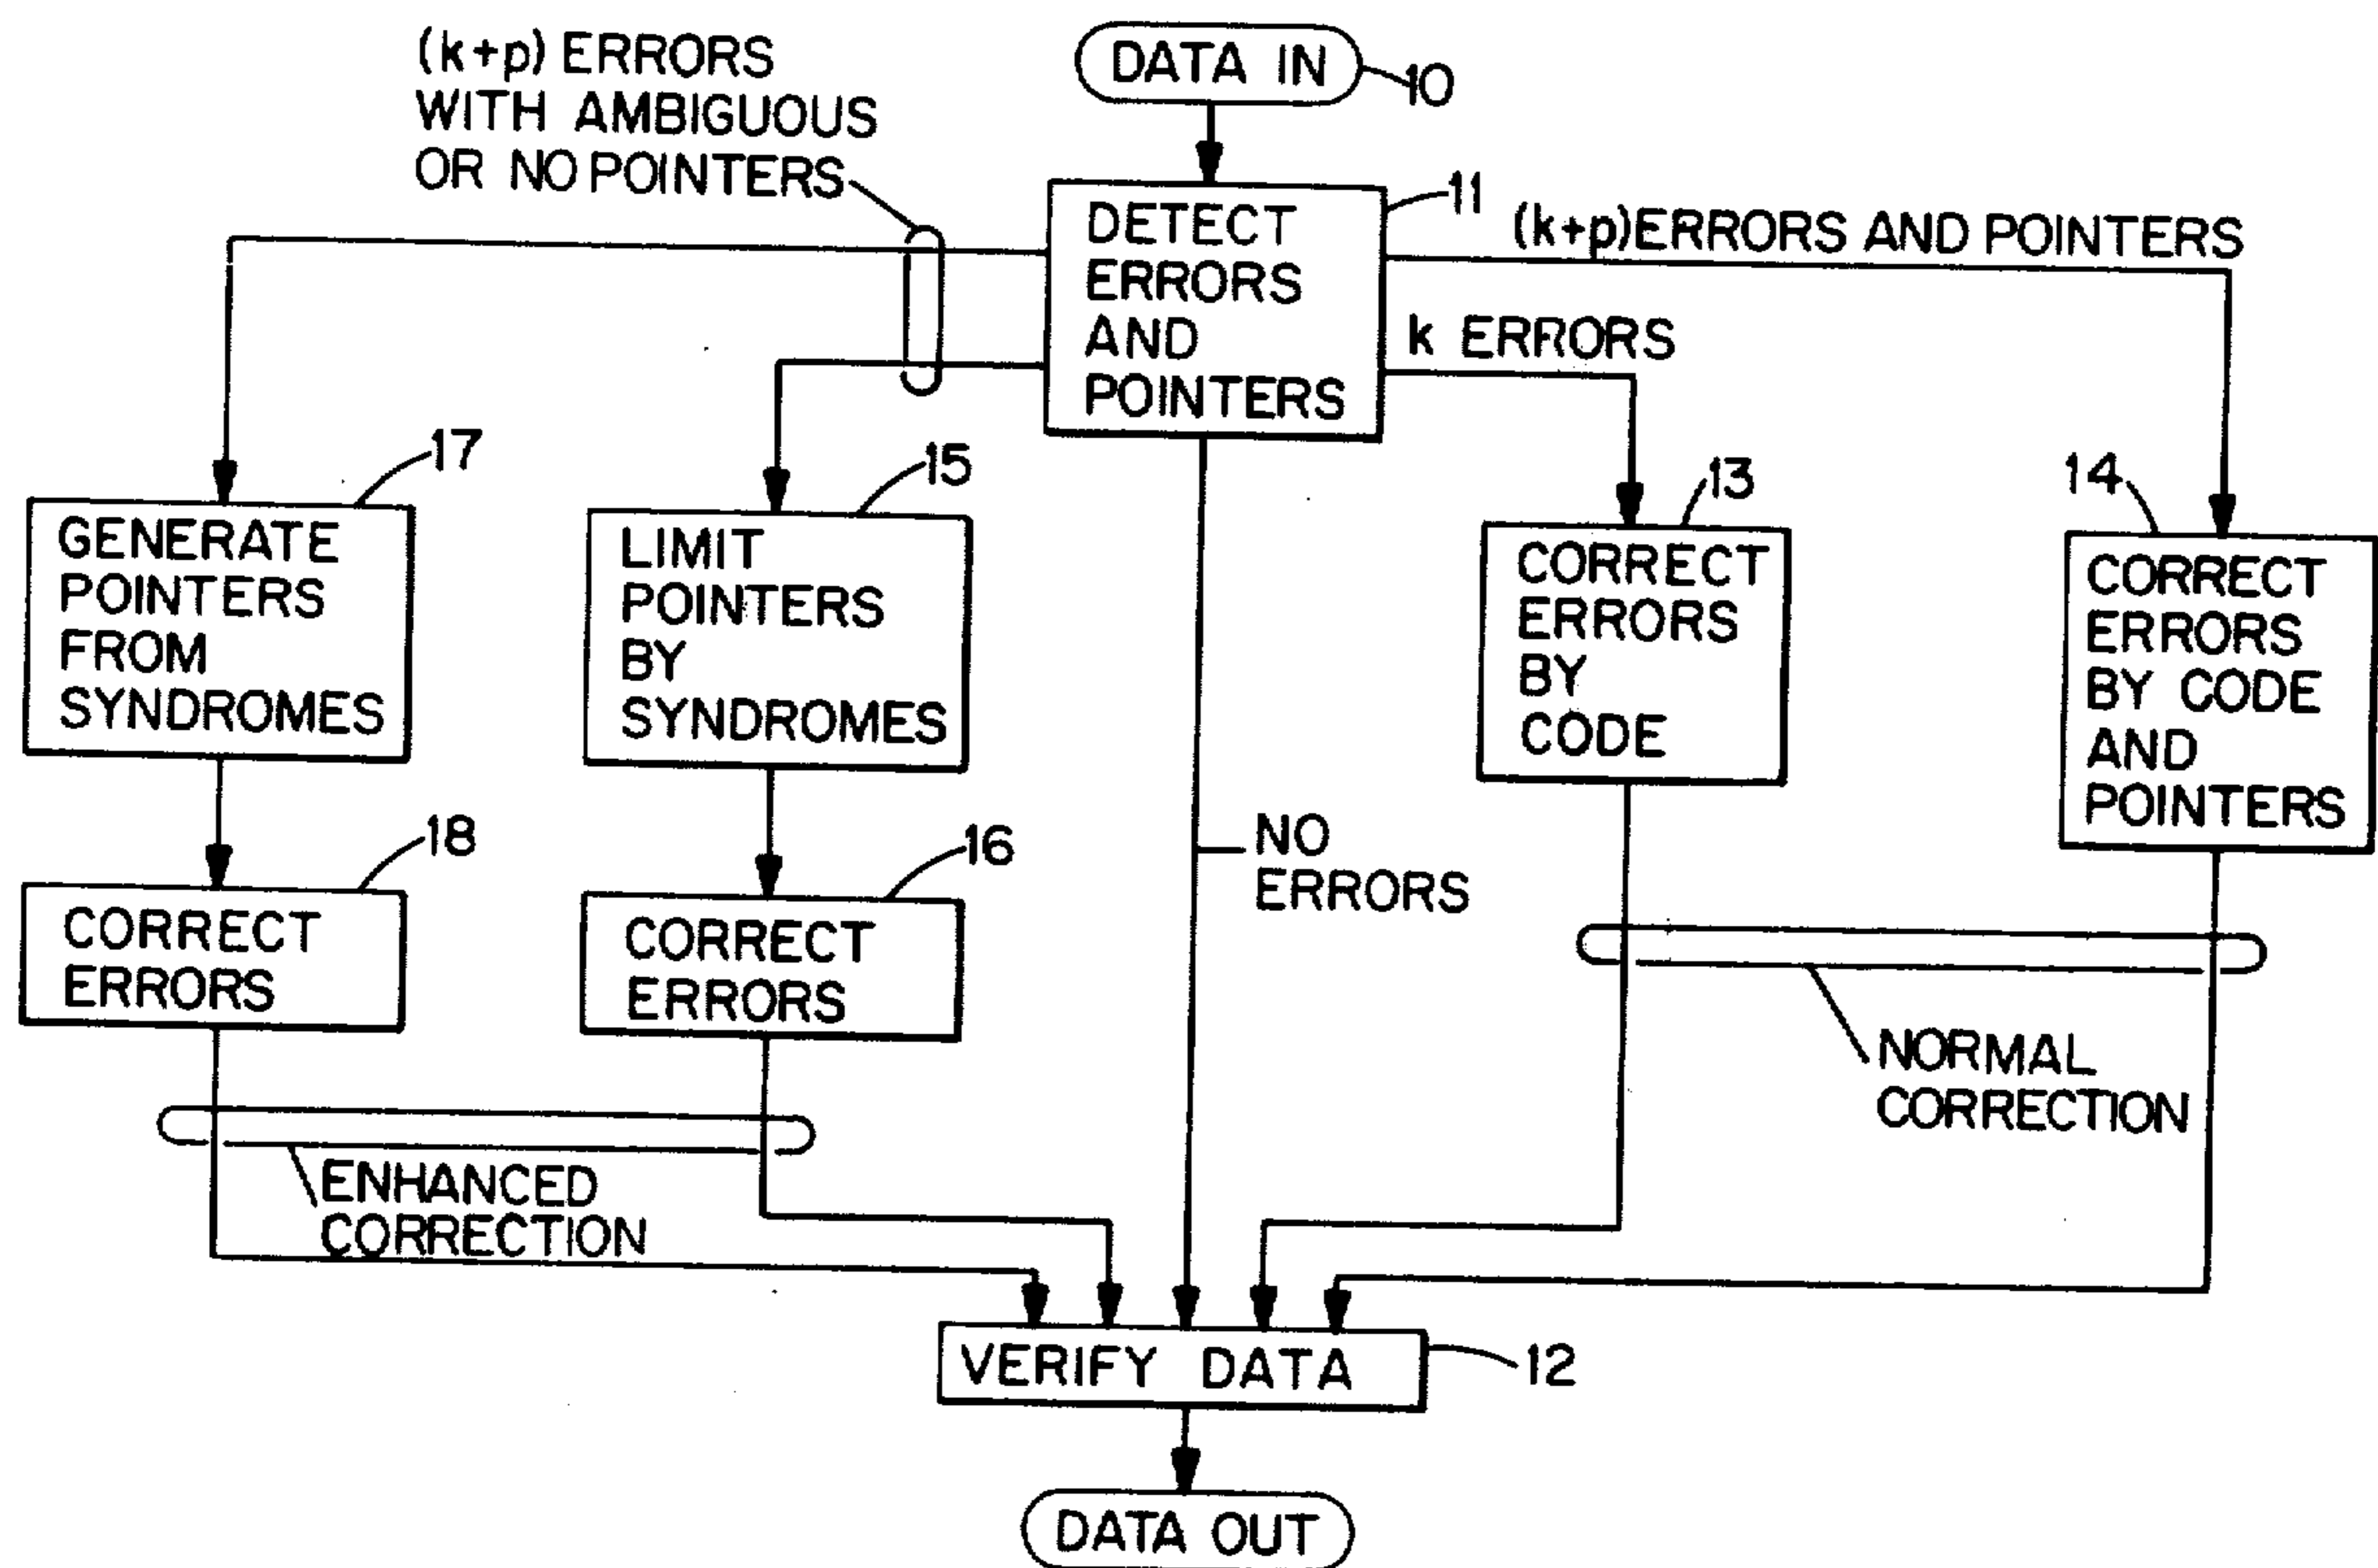 (k+p) ERRORS
WITH AMBIGUOUS
OR NO POINTERS
DATA IN
10
DETECT
ERRORS
AND
POINTERS
11
(k+p) ERRORS AND POINTERS
k ERRORS
17
GENERATE
POINTERS
FROM
SYNDROMES
15
LIMIT
POINTERS
BY
SYNDROMES
13
CORRECT
ERRORS
BY
CODE
14
CORRECT
ERRORS
BY CODE
AND
POINTERS
18
CORRECT
ERRORS
16
CORRECT
ERRORS
NO
ERRORS
NORMAL
CORRECTION
ENHANCED
CORRECTION
VERIFY DATA
12
DATA OUT